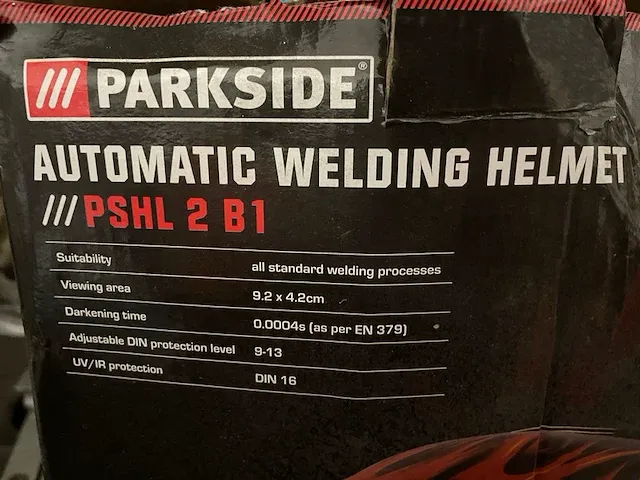 /// PARKSIDE®
AUTOMATIC WELDING HELMET
/// PSHL 2 B1
Suitability all standard welding processes
Viewing area 9.2 x 4.2cm
Darkening time 0.0004s (as per EN 379)
Adjustable DIN protection level 9-13
UV/IR protection DIN 16